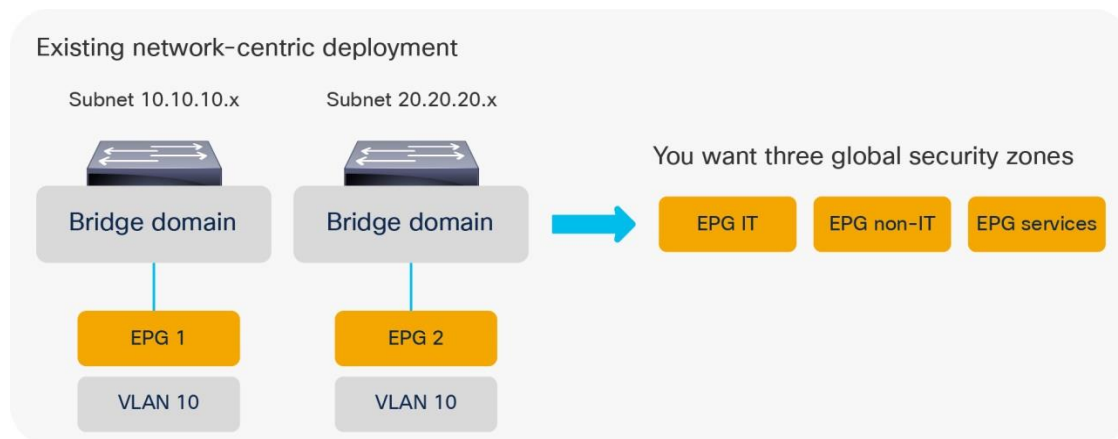 Existing network-centric deployment
Subnet 10.10.10.x
Subnet 20.20.20.x
You want three global security zones
Bridge domain
Bridge domain
EPG IT
EPG non-IT
EPG services
EPG 1
EPG 2
VLAN 10
VLAN 10